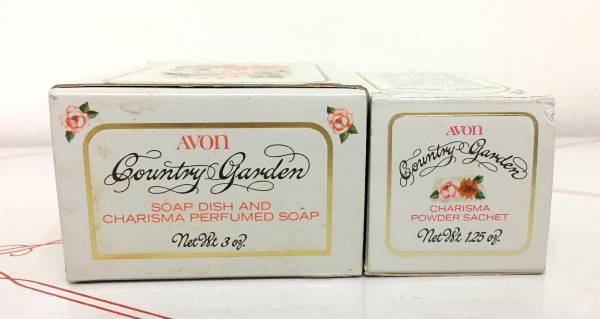 AVON
Country Garden
SOAP DISH AND
CHARISMA PERFUMED SOAP
Net Wt 3 oz.
AVON
Country Garden
CHARISMA
POWDER SACHET
Net Wt 1.25 oz.